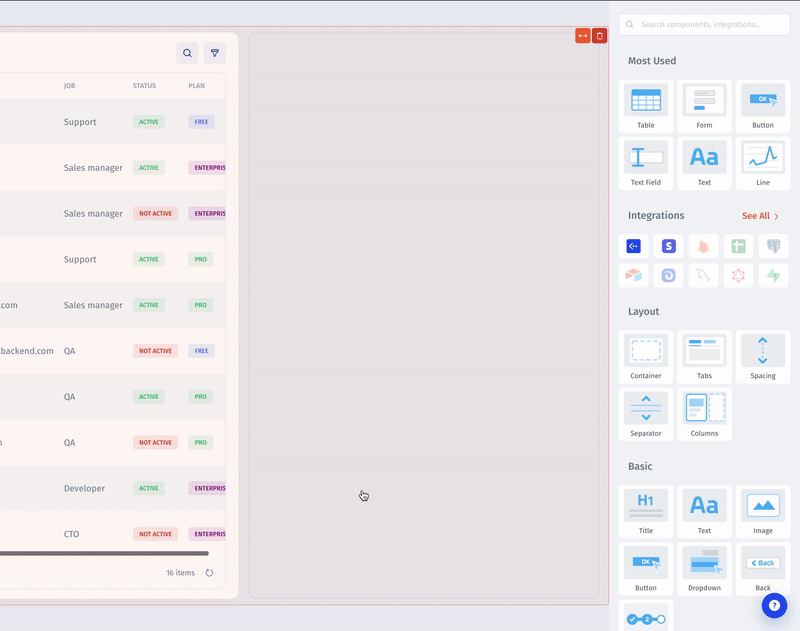 Search components, integrations...
Most Used
Table
Form
OK
Button
Text Field
Aa
Text
Line
Integrations
See All
S
Layout
Container
Tabs
Spacing
Separator
Columns
Basic
H1
Title
Aa
Text
Image
OK
Button
Dropdown
Back
Back
2
?
JOB STATUS PLAN
Support ACTIVE FREE
Sales manager ACTIVE ENTERPRIS
Sales manager NOT ACTIVE ENTERPRIS
Support ACTIVE PRO
.com Sales manager ACTIVE PRO
backend.com QA NOT ACTIVE FREE
QA ACTIVE PRO
QA NOT ACTIVE PRO
Developer ACTIVE ENTERPRIS
CTO NOT ACTIVE ENTERPRIS
16 items